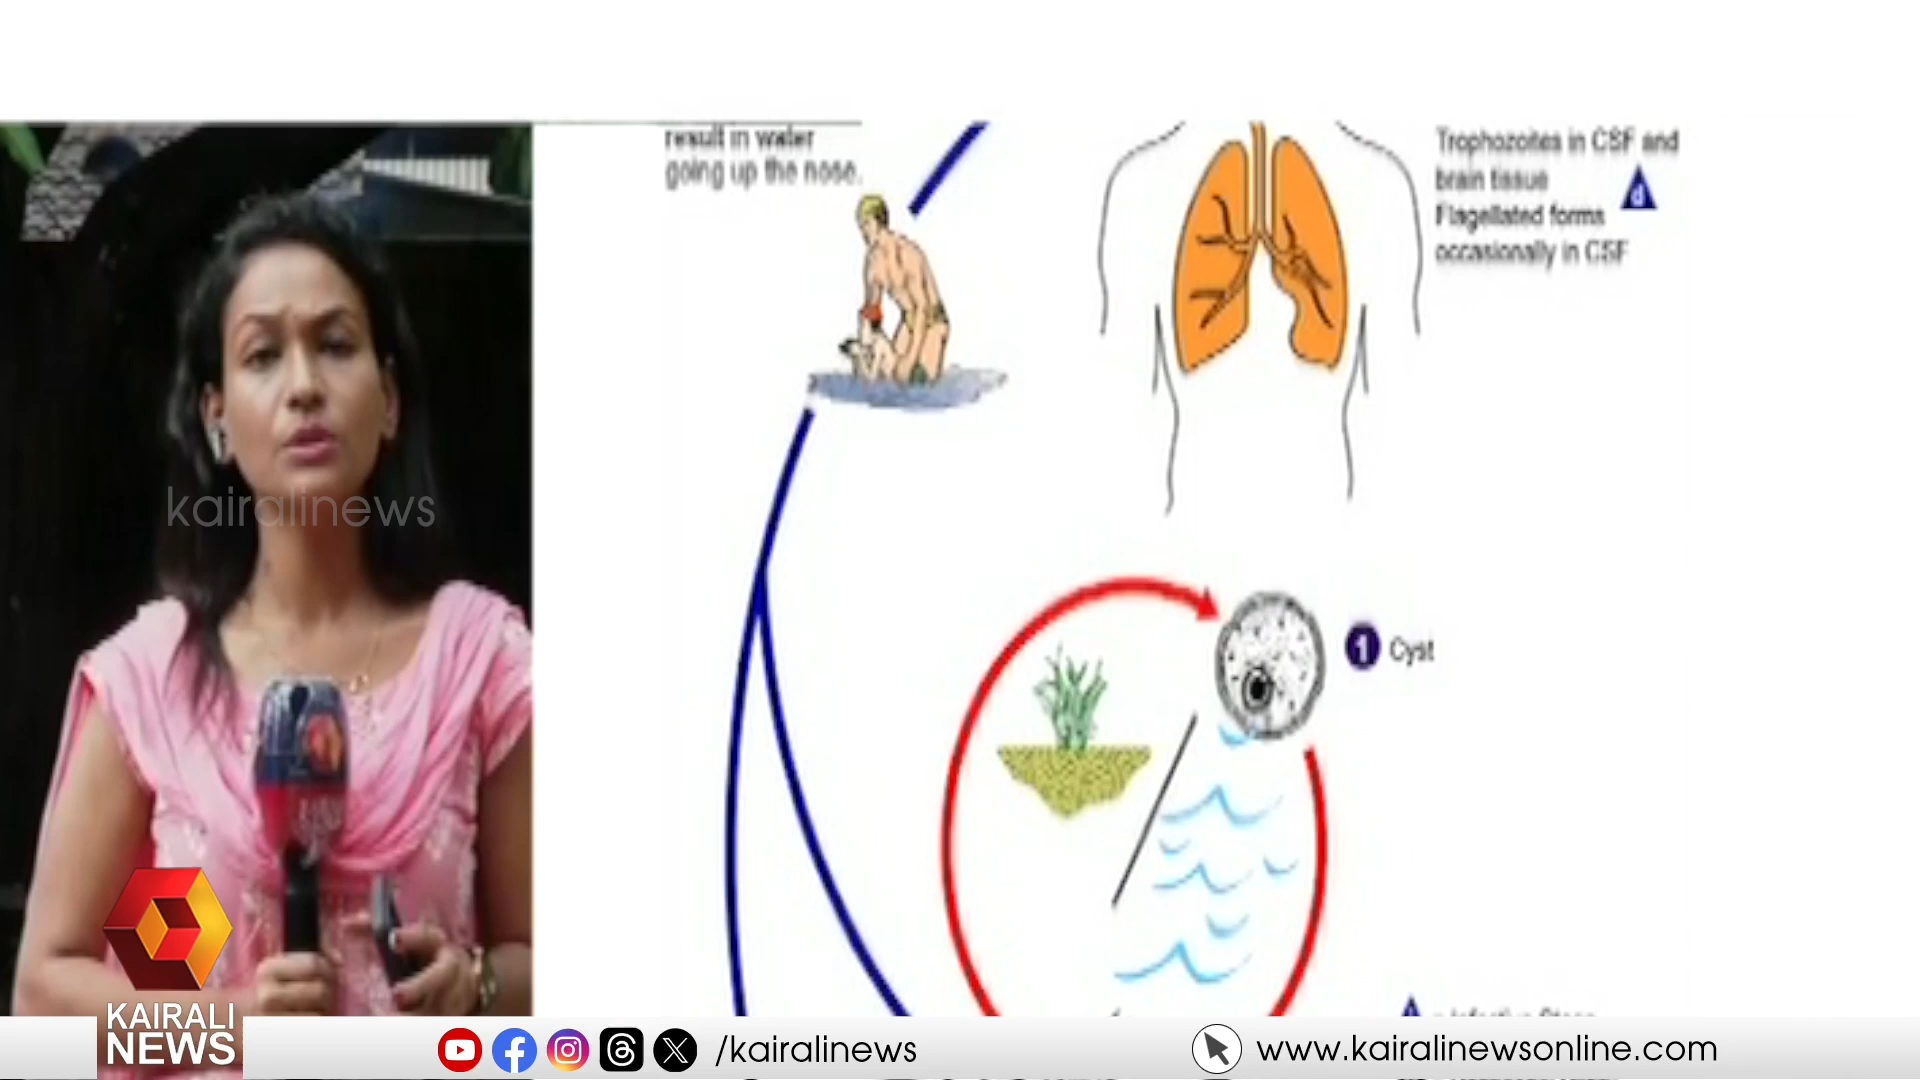 result in water
going up the nose.
Trophozoites in CSF and
brain tissue
Flagellated forms
occasionally in CSF
d
kairalinews
1 Cyst
KAIRALI
NEWS
/kairalinews
www.kairalinewsonline.com